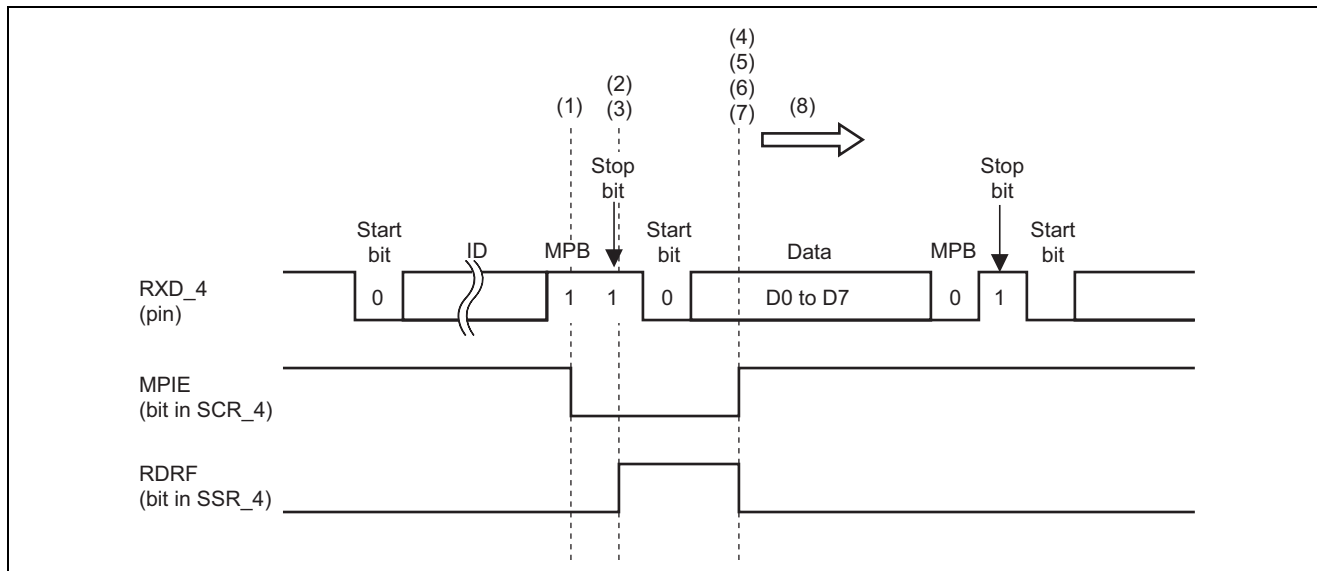 (4)
(5)
(6)
(7)
(2)
(3)
(1)
(8)
Stop
bit
Stop
bit
Start
bit
ID
MPB
Start
bit
Data
MPB
Start
bit
RXD_4
(pin)
0
1
1
0
D0 to D7
0
1
MPIE
(bit in SCR_4)
RDRF
(bit in SSR_4)